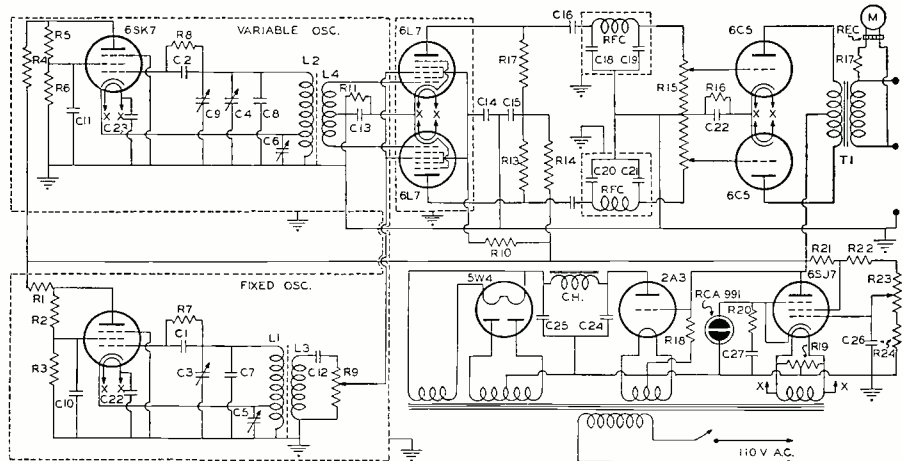 6SK7
VARIABLE OSC.
R5
R4
R6
R8
C2
C11
C23
X X
C9
C4
C8
C6
L2
L4
R11
C13
6L7
X
X
6L7
C14
C15
R17
R13
R14
R10
C16
RFC
C18
C19
C20
C21
RFC
R15
6C5
R16
C22
X
X
6C5
REC
M
R17
T1
FIXED OSC.
R1
R2
R3
R7
C1
C10
X X
C22
C3
C7
C5
L1
L3
C12
R9
5W4
C.H.
C25
C24
2A3
R18
RCA 991
R20
C27
6SJ7
R19
X
X
R21
R22
R23
C26
R24
110V A.C.